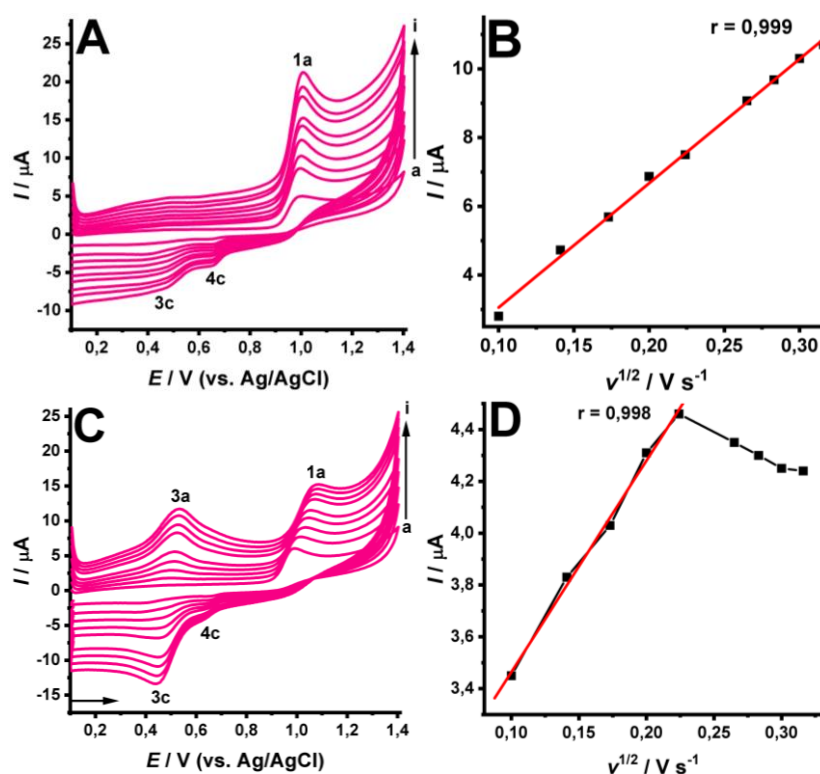 A
1a
i
a
3c
4c
25
20
15
10
5
0
-5
-10
I / µA
0,2 0,4 0,6 0,8 1,0 1,2 1,4
E / V (vs. Ag/AgCl)
B
r = 0,999
10
8
6
4
I / µA
0,10 0,15 0,20 0,25 0,30
v1/2 / V s-1
C
3a
1a
i
a
4c
3c
25
20
15
10
5
0
-5
-10
-15
I / µA
0,2 0,4 0,6 0,8 1,0 1,2 1,4
E / V (vs. Ag/AgCl)
D
r = 0,998
4,4
4,2
4,0
3,8
3,6
3,4
I / µA
0,10 0,15 0,20 0,25 0,30
v1/2 / V s-1